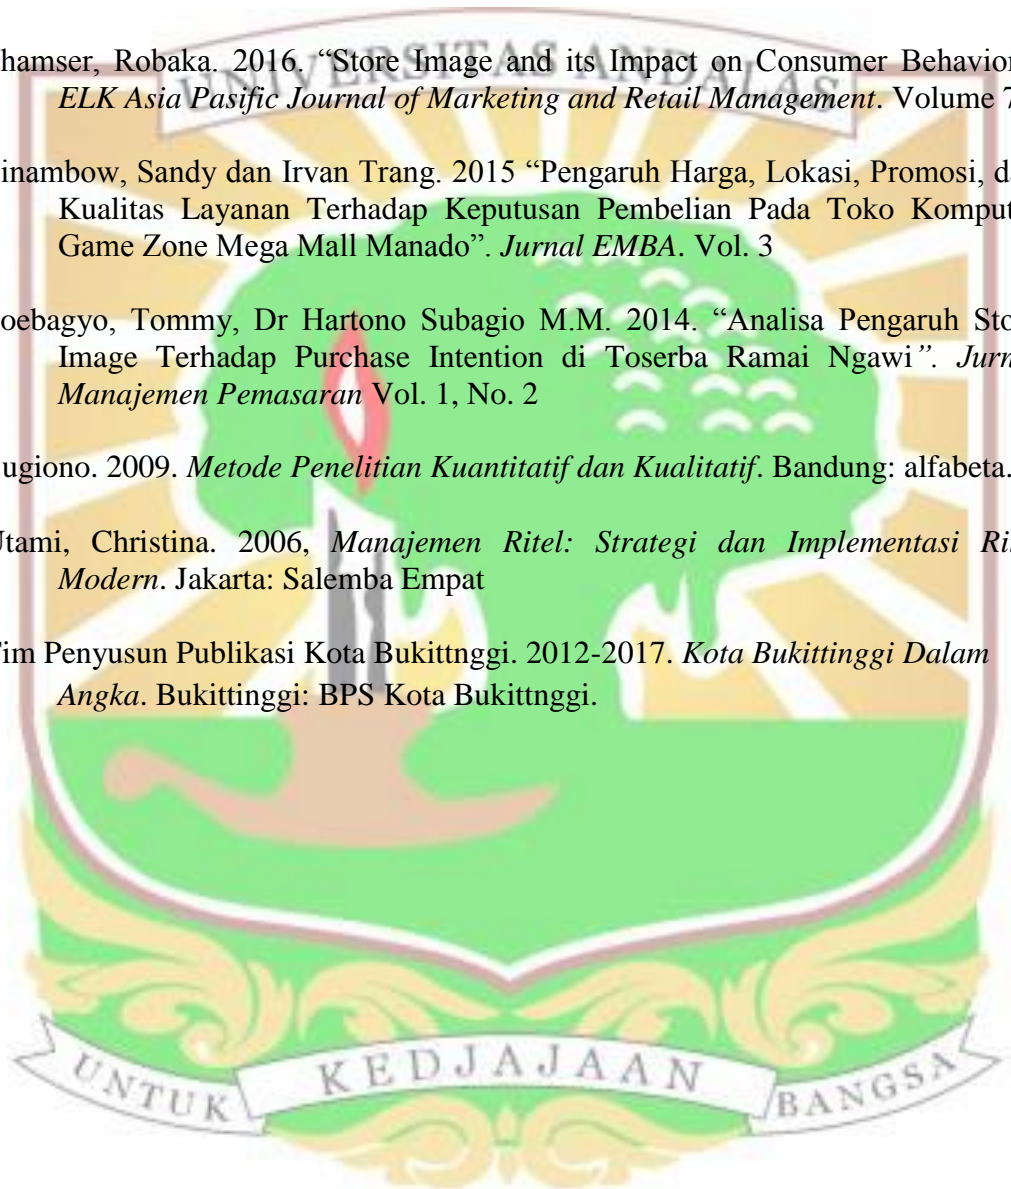 hamser, Robaka. 2016. “Store Image and its Impact on Consumer Behavior
ELK Asia Pasific Journal of Marketing and Retail Management. Volume 7
UNIVERSITAS ANDALAS
inambow, Sandy dan Irvan Trang. 2015 “Pengaruh Harga, Lokasi, Promosi, da
Kualitas Layanan Terhadap Keputusan Pembelian Pada Toko Komput
Game Zone Mega Mall Manado”. Jurnal EMBA. Vol. 3
oebagyo, Tommy, Dr Hartono Subagio M.M. 2014. “Analisa Pengaruh Sto
Image Terhadap Purchase Intention di Toserba Ramai Ngawi”. Jurn
Manajemen Pemasaran Vol. 1, No. 2
ugiono. 2009. Metode Penelitian Kuantitatif dan Kualitatif. Bandung: alfabeta.
Utami, Christina. 2006, Manajemen Ritel: Strategi dan Implementasi Ri
Modern. Jakarta: Salemba Empat
Tim Penyusun Publikasi Kota Bukittnggi. 2012-2017. Kota Bukittinggi Dalam
Angka. Bukittinggi: BPS Kota Bukittnggi.
UNTUK KEDJAJAAN BANGSA